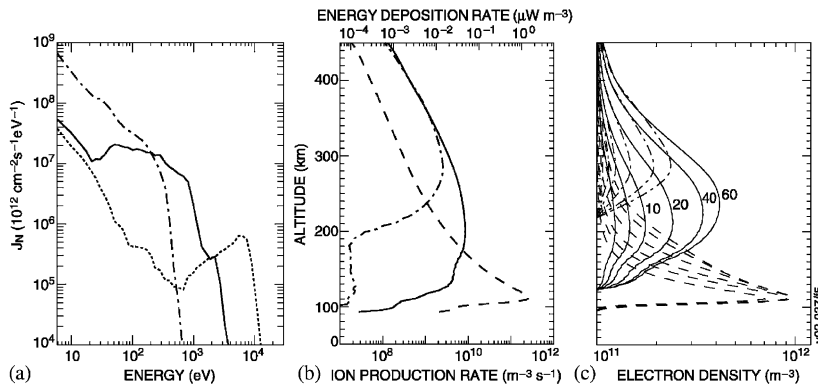 ENERGY DEPOSITION RATE (μW m⁻³)
10⁻⁴ 10⁻³ 10⁻² 10⁻¹ 10⁰
10⁹
10⁸
10⁷
10⁶
10⁵
10⁴
J_N (10¹² cm⁻² s⁻¹ eV⁻¹)
10 10² 10³ 10⁴
(a) ENERGY (eV)
400
300
200
100
ALTITUDE (km)
10⁸ 10¹⁰ 10¹²
(b) ION PRODUCTION RATE (m⁻³ s⁻¹)
10 20 40 60
10¹¹ 10¹²
(c) ELECTRON DENSITY (m⁻³)